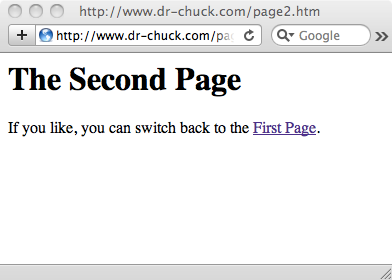 http://www.dr-chuck.com/page2.htm
http://www.dr-chuck.com/pa
Google
The Second Page
If you like, you can switch back to the First Page.